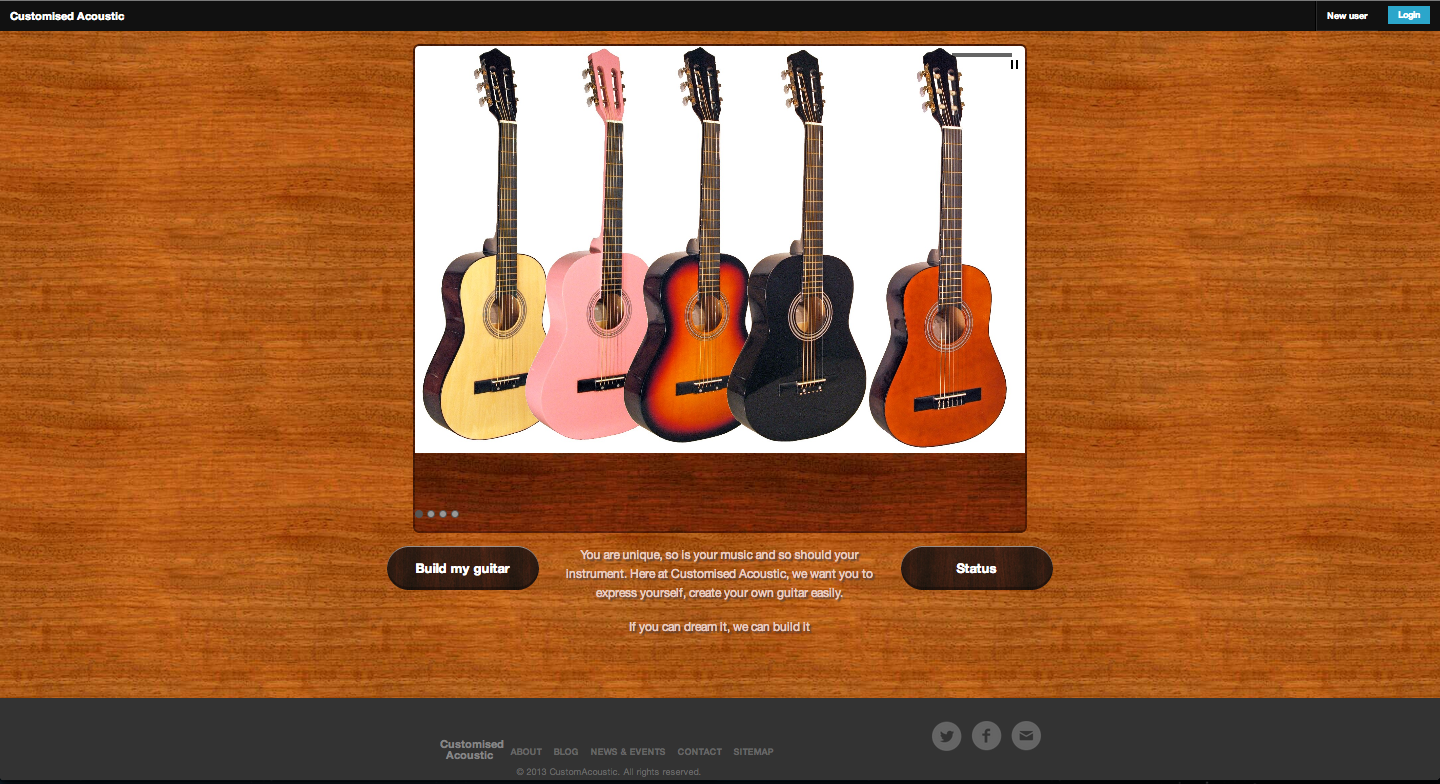 Customised Acoustic
New user
Login
Build my guitar
You are unique, so is your music and so should your
instrument. Here at Customised Acoustic, we want you to
express yourself, create your own guitar easily.
If you can dream it, we can build it
Status
Customised
Acoustic
ABOUT BLOG NEWS & EVENTS CONTACT SITEMAP
© 2013 CustomAcoustic. All rights reserved.